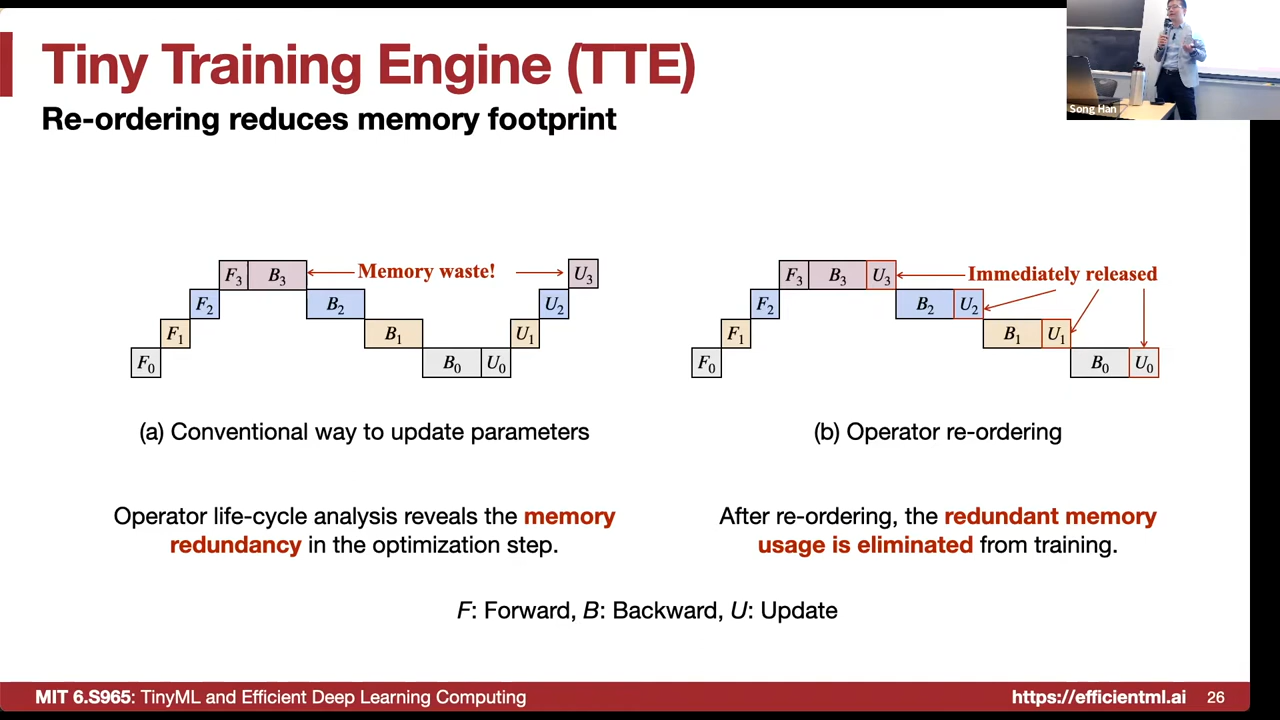 Tiny Training Engine (TTE)
Re-ordering reduces memory footprint
Song Han
F3 B3 Memory waste! U3
F2 B2 U2
F1 B1 U1
F0 B0 U0
(a) Conventional way to update parameters
Operator life-cycle analysis reveals the memory
redundancy in the optimization step.
F3 B3 U3 Immediately released
F2 B2 U2
F1 B1 U1
F0 B0 U0
(b) Operator re-ordering
After re-ordering, the redundant memory
usage is eliminated from training.
F: Forward, B: Backward, U: Update
MIT 6.S965: TinyML and Efficient Deep Learning Computing
https://efficientml.ai 26